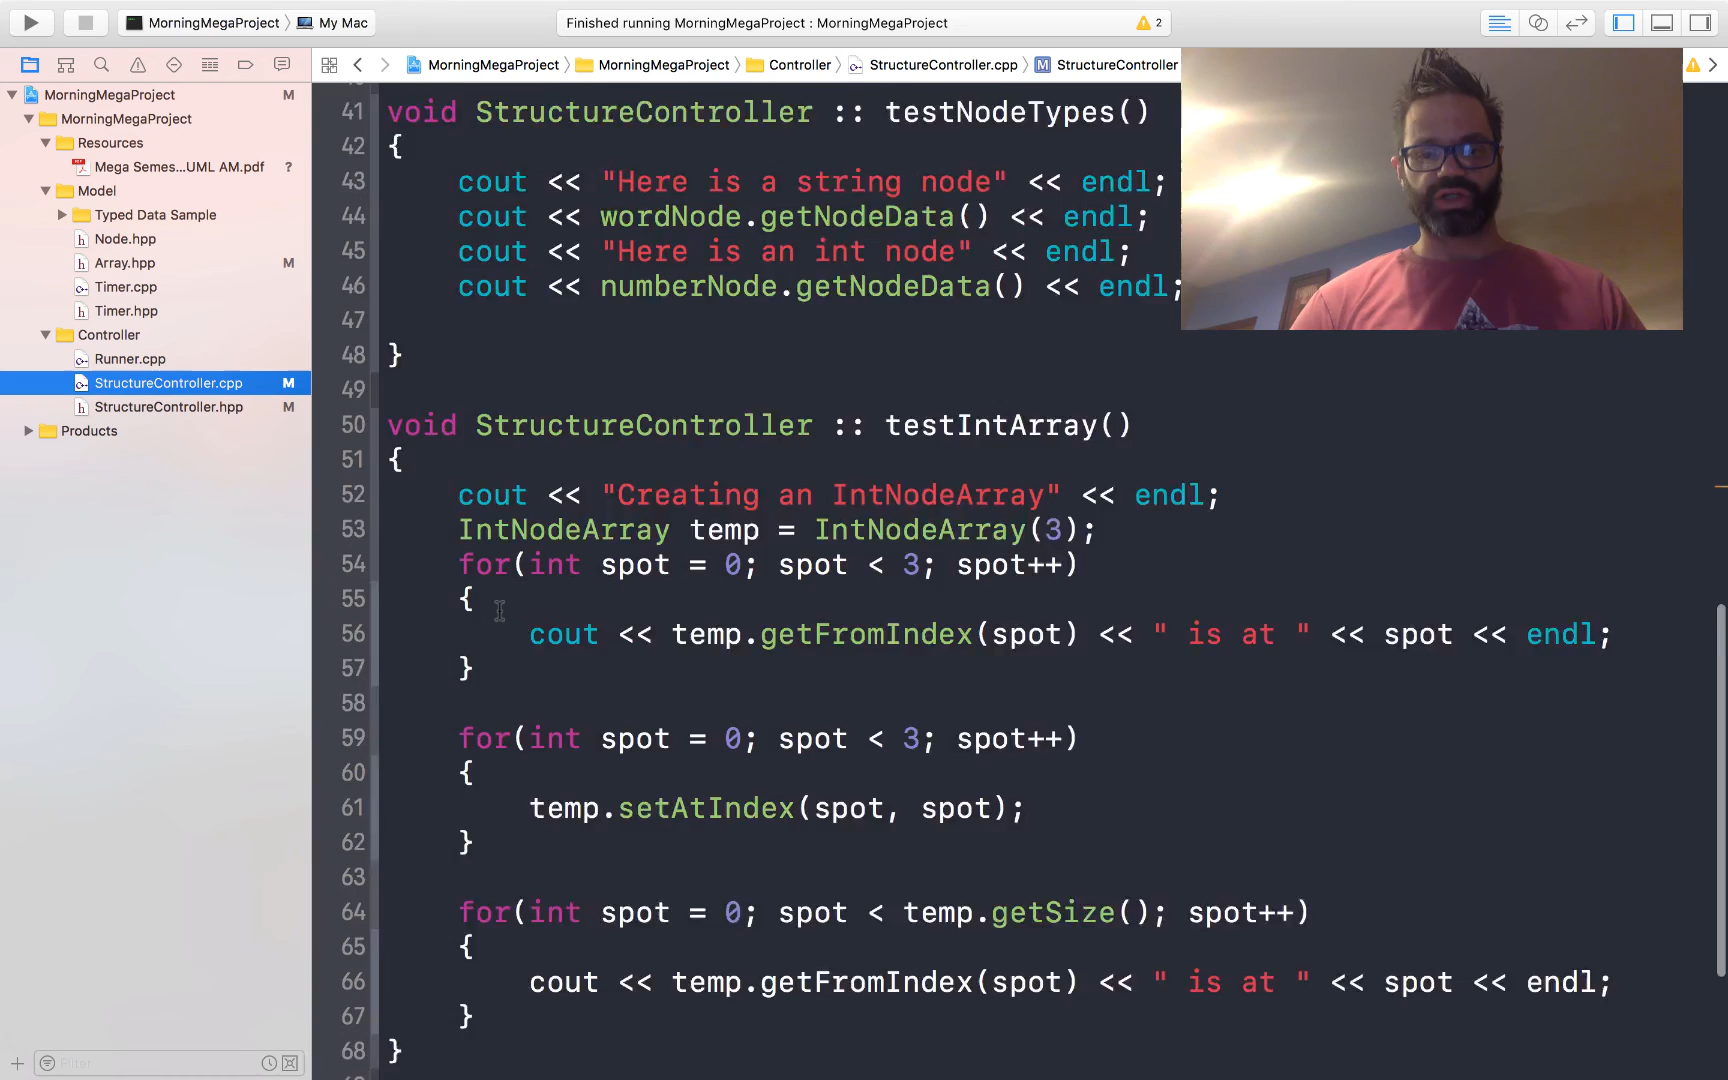 MorningMegaProject 〉 My Mac
Finished running MorningMegaProject : MorningMegaProject
2
MorningMegaProject 〉 MorningMegaProject 〉 Controller 〉 StructureController.cpp 〉 M StructureController
MorningMegaProject M
MorningMegaProject
Resources
Mega Semes...UML AM.pdf ?
Model
Typed Data Sample
Node.hpp
Array.hpp M
Timer.cpp
Timer.hpp
Controller
Runner.cpp
StructureController.cpp M
StructureController.hpp M
Products
Filter
41 void StructureController :: testNodeTypes()
42 {
43 cout << "Here is a string node" << endl;
44 cout << wordNode.getNodeData() << endl;
45 cout << "Here is an int node" << endl;
46 cout << numberNode.getNodeData() << endl;
47
48 }
49
50 void StructureController :: testIntArray()
51 {
52 cout << "Creating an IntNodeArray" << endl;
53 IntNodeArray temp = IntNodeArray(3);
54 for(int spot = 0; spot < 3; spot++)
55 {
56 cout << temp.getFromIndex(spot) << " is at " << spot << endl;
57 }
58
59 for(int spot = 0; spot < 3; spot++)
60 {
61 temp.setAtIndex(spot, spot);
62 }
63
64 for(int spot = 0; spot < temp.getSize(); spot++)
65 {
66 cout << temp.getFromIndex(spot) << " is at " << spot << endl;
67 }
68 }